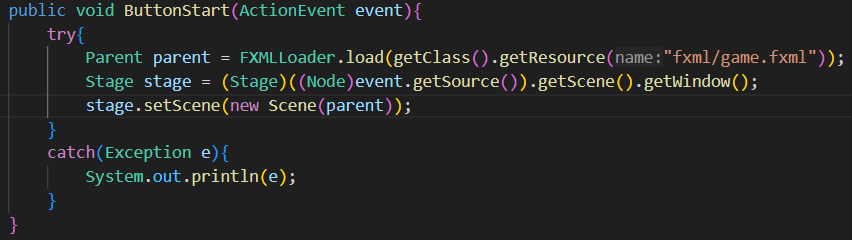 public void ButtonStart(ActionEvent event){
    try{
        Parent parent = FXMLLoader.load(getClass().getResource(name:"fxml/game.fxml"));
        Stage stage = (Stage)((Node)event.getSource()).getScene().getWindow();
        stage.setScene(new Scene(parent));
    }
    catch(Exception e){
        System.out.println(e);
    }
}